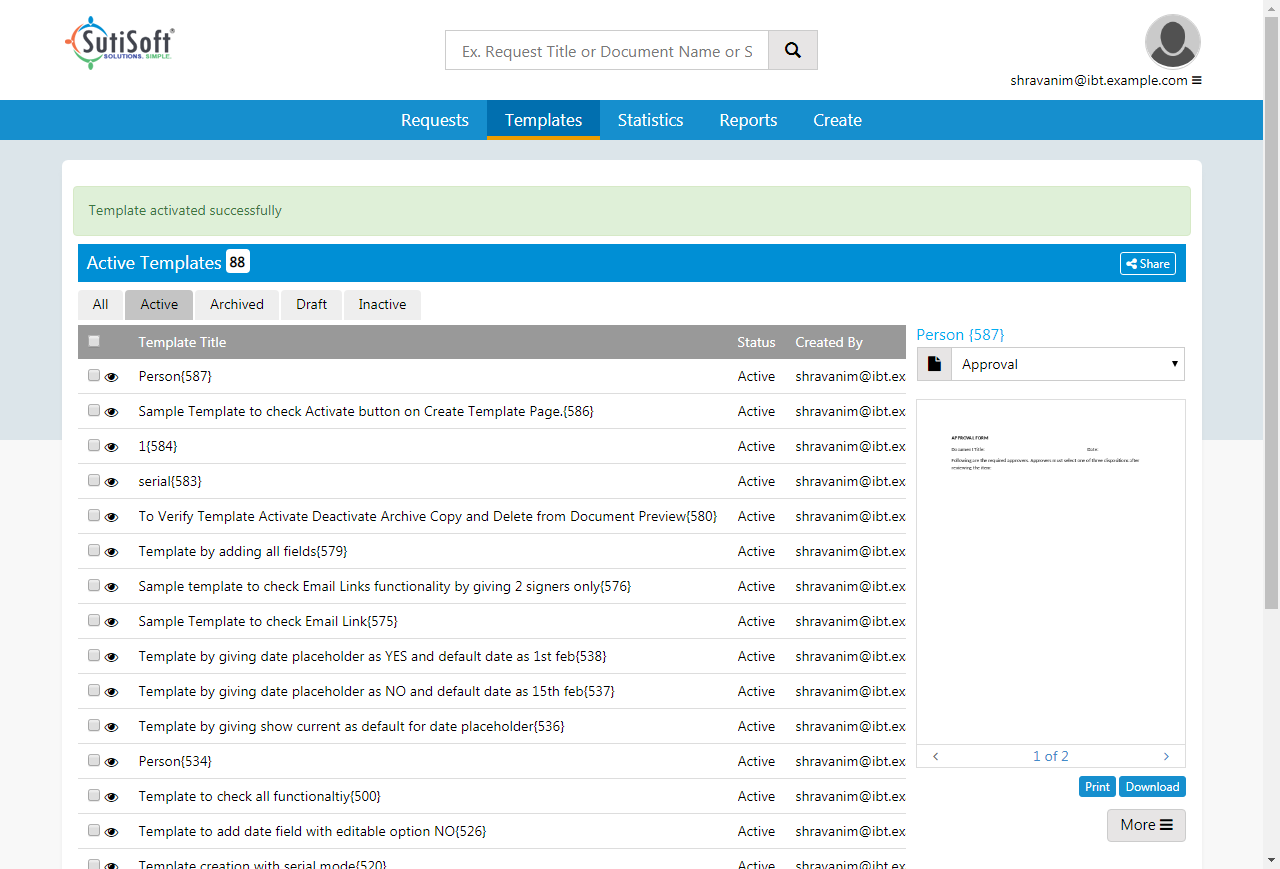 SutiSoft®
SOLUTIONS. SIMPLE.
Ex. Request Title or Document Name or S
shravanim@ibt.example.com
Requests Templates Statistics Reports Create
Template activated successfully
Active Templates 88
Share
All Active Archived Draft Inactive
Template Title Status Created By
Person{587} Active shravanim@ibt.ex
Sample Template to check Activate button on Create Template Page.{586} Active shravanim@ibt.ex
1{584} Active shravanim@ibt.ex
serial{583} Active shravanim@ibt.ex
To Verify Template Activate Deactivate Archive Copy and Delete from Document Preview{580} Active shravanim@ibt.ex
Template by adding all fields{579} Active shravanim@ibt.ex
Sample template to check Email Links functionality by giving 2 signers only{576} Active shravanim@ibt.ex
Sample Template to check Email Link{575} Active shravanim@ibt.ex
Template by giving date placeholder as YES and default date as 1st feb{538} Active shravanim@ibt.ex
Template by giving date placeholder as NO and default date as 15th feb{537} Active shravanim@ibt.ex
Template by giving show current as default for date placeholder{536} Active shravanim@ibt.ex
Person{534} Active shravanim@ibt.ex
Template to check all functionaltiy{500} Active shravanim@ibt.ex
Template to add date field with editable option NO{526} Active shravanim@ibt.ex
Template creation with serial mode{520} Active shravanim@ibt.ex
Person {587}
Approval
APPROVAL FORM
Document Title: Date:
Following are the required approvers. Approvers must select one of three dispositions after
reviewing the item:
1 of 2
Print Download
More